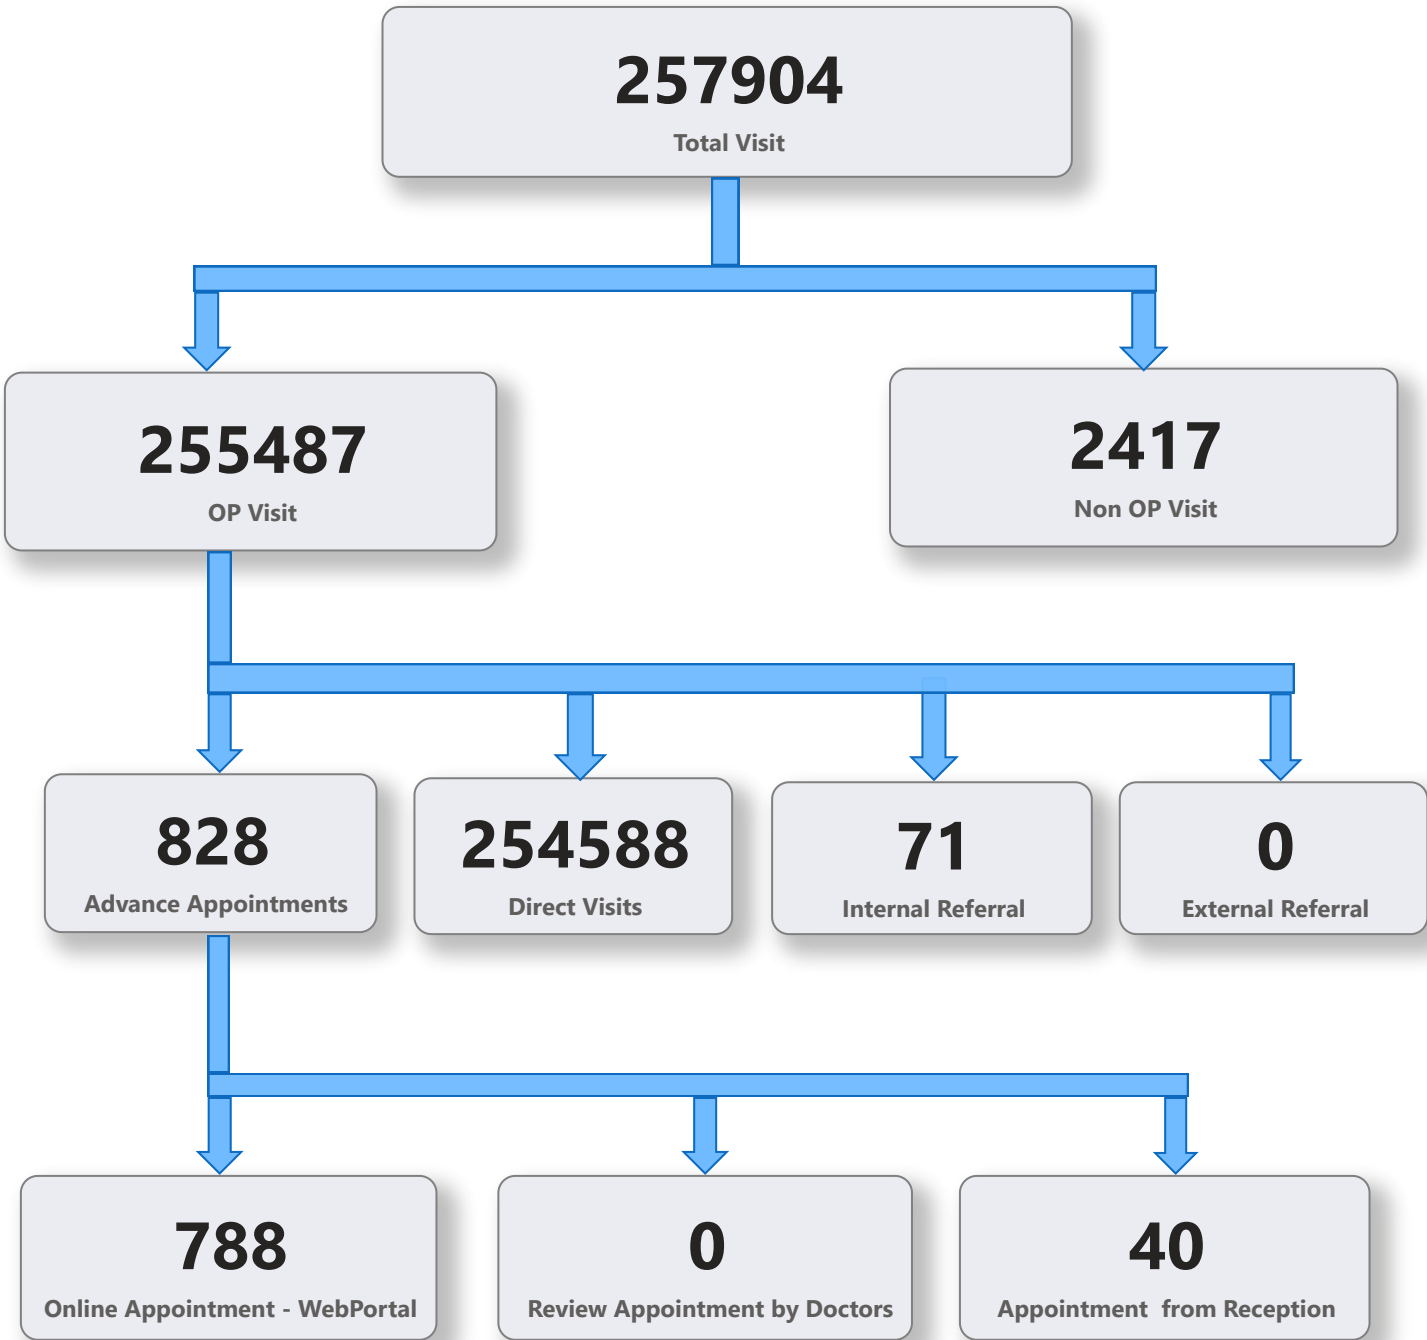 257904
Total Visit
255487
OP Visit
2417
Non OP Visit
828
Advance Appointments
254588
Direct Visits
71
Internal Referral
0
External Referral
788
Online Appointment - WebPortal
0
Review Appointment by Doctors
40
Appointment  from Reception